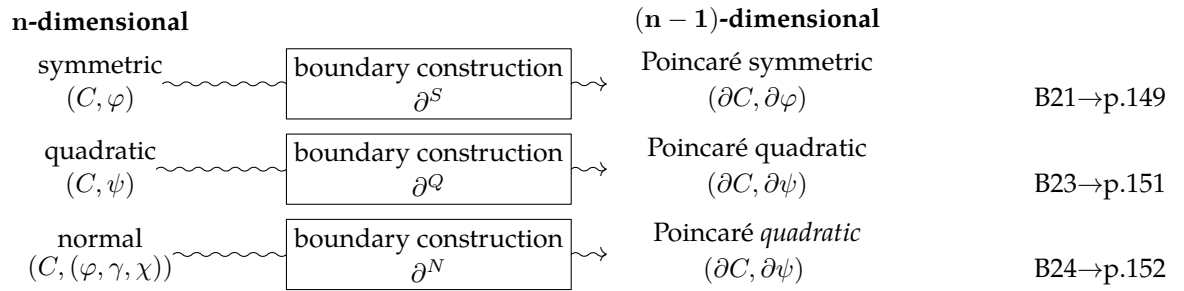 n-dimensional (n − 1)-dimensional
symmetric boundary construction Poincaré symmetric
(C, φ) ∂^S (∂C, ∂φ) B21→p.149
quadratic boundary construction Poincaré quadratic
(C, ψ) ∂^Q (∂C, ∂ψ) B23→p.151
normal boundary construction Poincaré quadratic
(C, (φ, γ, χ)) ∂^N (∂C, ∂ψ) B24→p.152